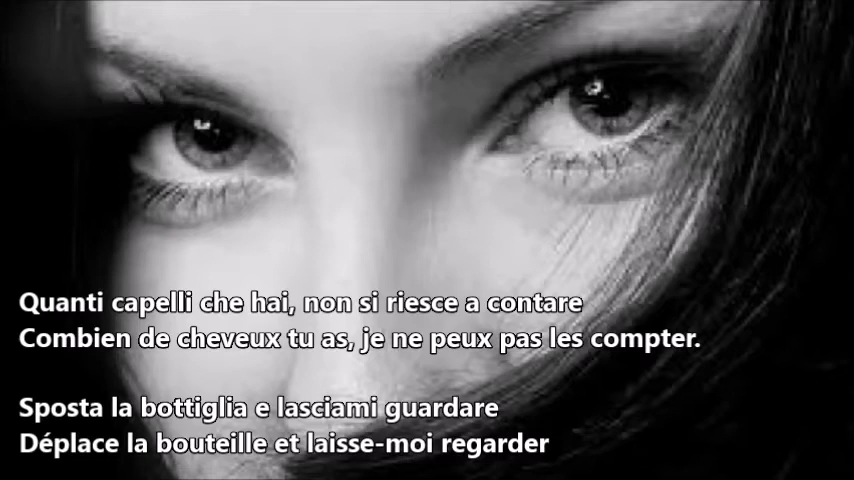 Quanti capelli che hai, non si riesce a contare
Combien de cheveux tu as, je ne peux pas les compter.
Sposta la bottiglia e lasciami guardare
Déplace la bouteille et laisse-moi regarder